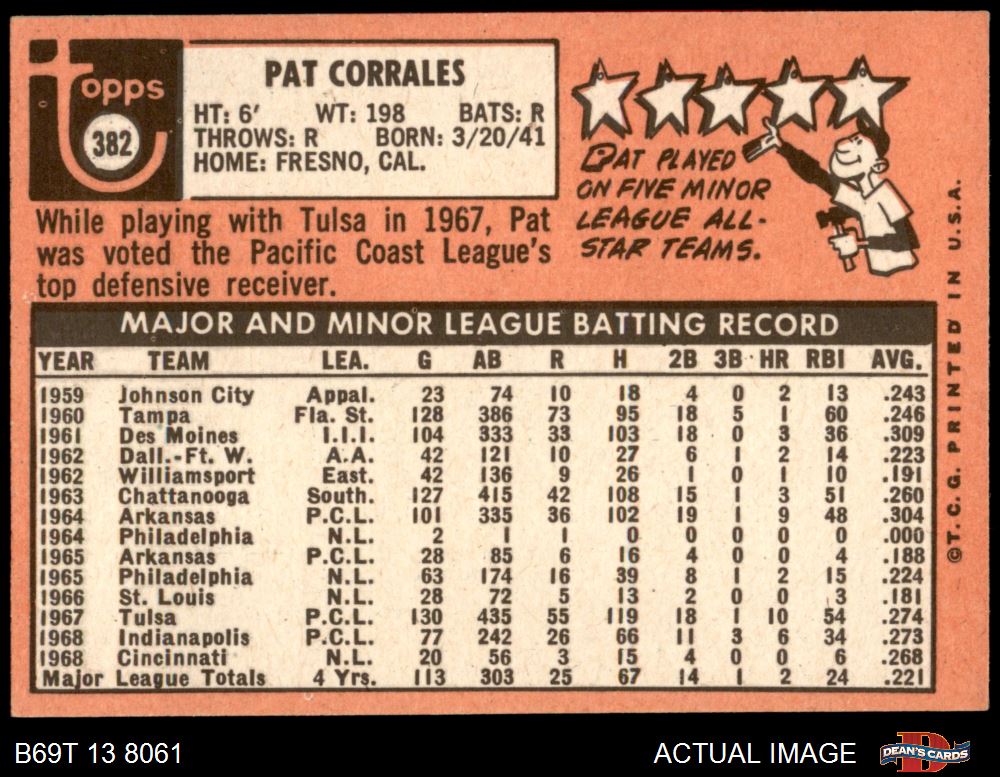 topps
382
PAT CORRALES
HT: 6' WT: 198 BATS: R
THROWS: R BORN: 3/20/41
HOME: FRESNO, CAL.
While playing with Tulsa in 1967, Pat
was voted the Pacific Coast League's
top defensive receiver.
PAT PLAYED
ON FIVE MINOR
LEAGUE ALL-
STAR TEAMS.
MAJOR AND MINOR LEAGUE BATTING RECORD
YEAR TEAM LEA. G AB R H 2B 3B HR RBI AVG.
1959 Johnson City Appal. 23 74 10 18 4 0 2 13 .243
1960 Tampa Fla. St. 128 386 73 95 18 5 1 60 .246
1961 Des Moines I.I.I. 104 333 33 103 18 0 3 36 .309
1962 Dall.-Ft. W. A.A. 42 121 10 27 6 1 2 14 .223
1962 Williamsport East. 42 136 9 26 1 0 1 10 .191
1963 Chattanooga South. 127 415 42 108 15 1 3 51 .260
1964 Arkansas P.C.L. 101 335 36 102 19 1 9 48 .304
1964 Philadelphia N.L. 2 1 1 0 0 0 0 0 .000
1965 Arkansas P.C.L. 28 85 6 16 4 0 0 4 .188
1965 Philadelphia N.L. 63 174 16 39 8 1 2 15 .224
1966 St. Louis N.L. 28 72 5 13 2 0 0 3 .181
1967 Tulsa P.C.L. 130 435 55 119 18 1 10 54 .274
1968 Indianapolis P.C.L. 77 242 26 66 11 3 6 34 .273
1968 Cincinnati N.L. 20 56 3 15 4 0 0 6 .268
Major League Totals 4 Yrs. 113 303 25 67 14 1 2 24 .221
©T.C.G. PRINTED IN U.S.A.
B69T 13 8061
ACTUAL IMAGE
DEAN'S CARDS